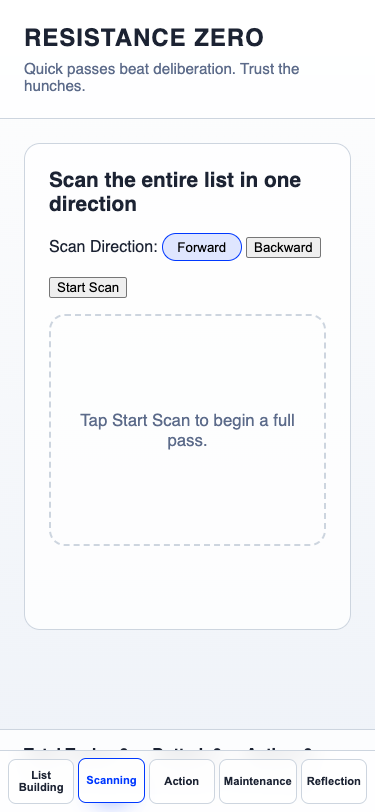 RESISTANCE ZERO
Quick passes beat deliberation. Trust the
hunches.
Scan the entire list in one
direction
Scan Direction: Forward Backward
Start Scan
Tap Start Scan to begin a full
pass.
List
Building
Scanning
Action
Maintenance
Reflection